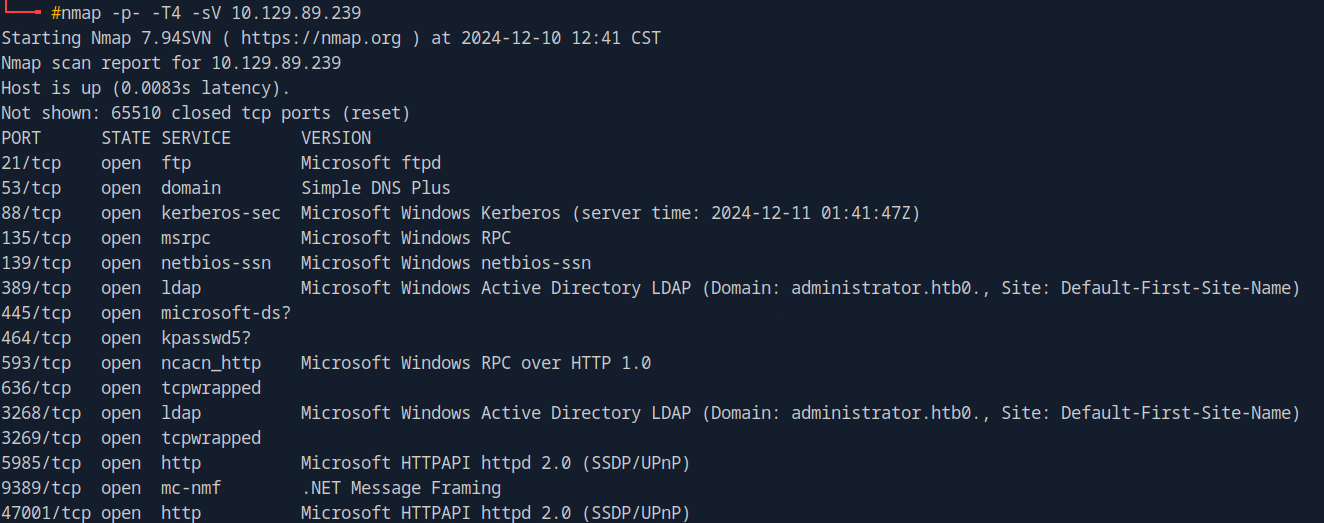 #nmap -p- -T4 -sV 10.129.89.239
Starting Nmap 7.94SVN ( https://nmap.org ) at 2024-12-10 12:41 CST
Nmap scan report for 10.129.89.239
Host is up (0.0083s latency).
Not shown: 65510 closed tcp ports (reset)
PORT      STATE SERVICE       VERSION
21/tcp    open  ftp           Microsoft ftpd
53/tcp    open  domain        Simple DNS Plus
88/tcp    open  kerberos-sec  Microsoft Windows Kerberos (server time: 2024-12-11 01:41:47Z)
135/tcp   open  msrpc         Microsoft Windows RPC
139/tcp   open  netbios-ssn   Microsoft Windows netbios-ssn
389/tcp   open  ldap          Microsoft Windows Active Directory LDAP (Domain: administrator.htb0., Site: Default-First-Site-Name)
445/tcp   open  microsoft-ds?
464/tcp   open  kpasswd5?
593/tcp   open  ncacn_http    Microsoft Windows RPC over HTTP 1.0
636/tcp   open  tcpwrapped
3268/tcp  open  ldap          Microsoft Windows Active Directory LDAP (Domain: administrator.htb0., Site: Default-First-Site-Name)
3269/tcp  open  tcpwrapped
5985/tcp  open  http          Microsoft HTTPAPI httpd 2.0 (SSDP/UPnP)
9389/tcp  open  mc-nmf        .NET Message Framing
47001/tcp open  http          Microsoft HTTPAPI httpd 2.0 (SSDP/UPnP)